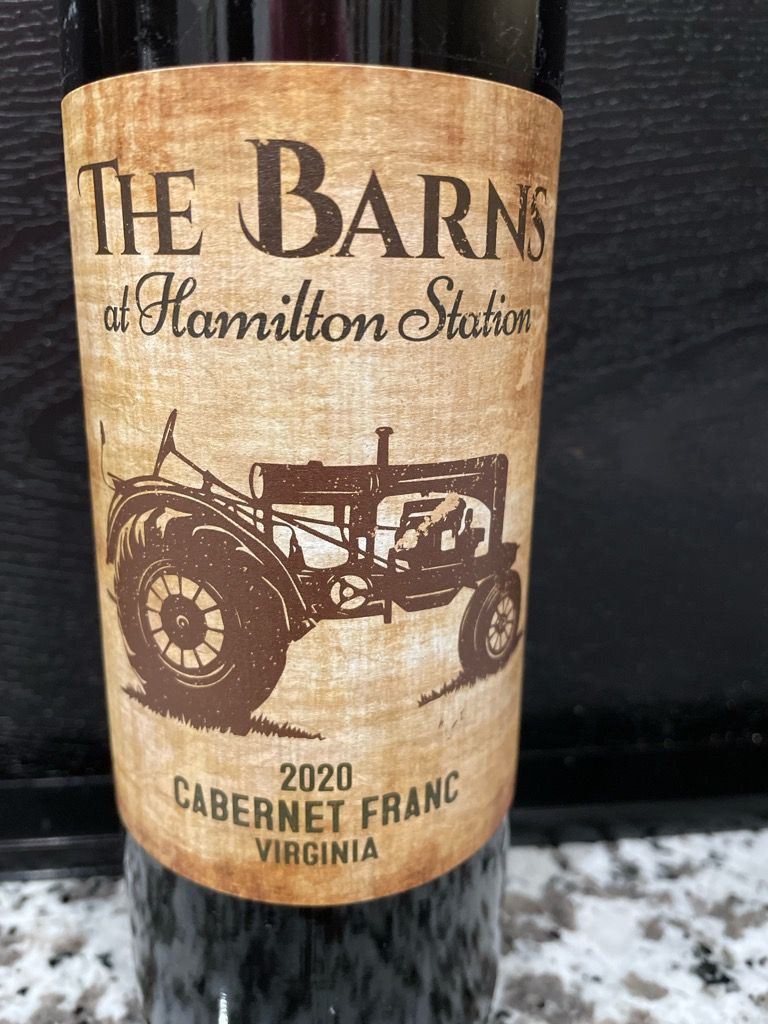 THE BARNS
at Hamilton Station
2020
CABERNET FRANC
VIRGINIA